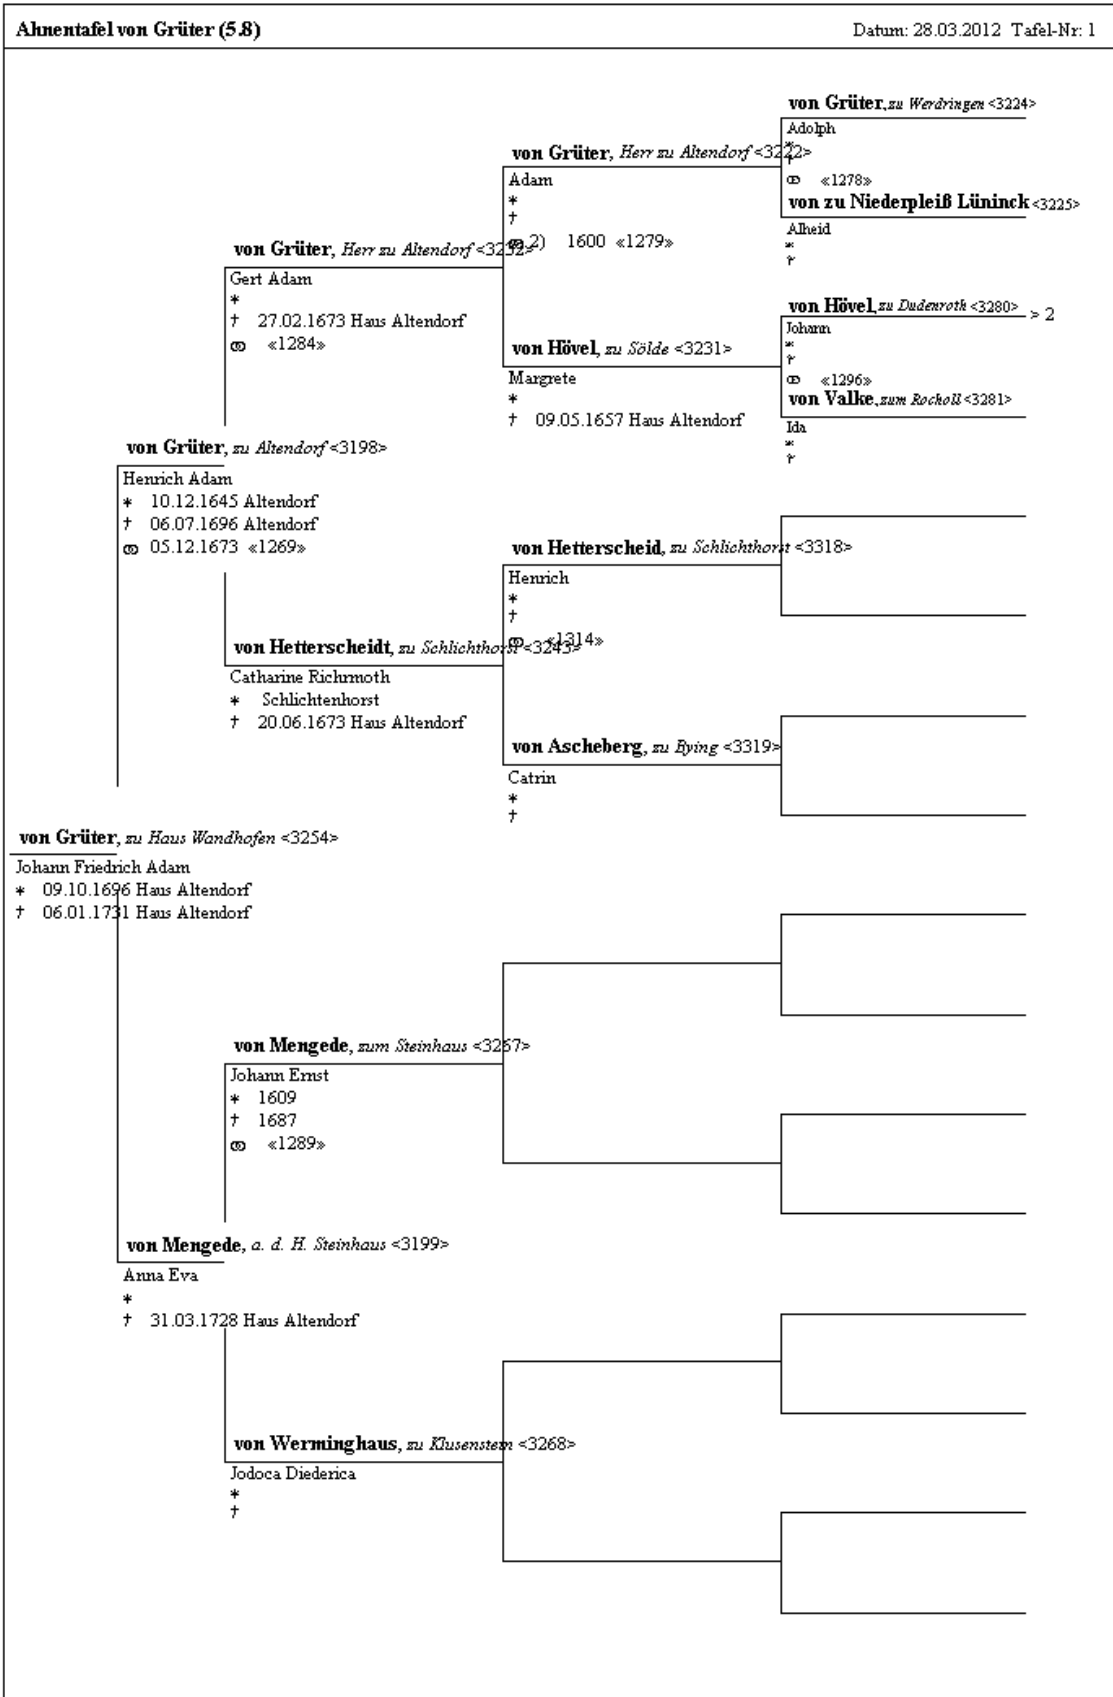 Ahnentafel von Grüter (5.8)
Datum: 28.03.2012 Tafel-Nr: 1
von Grüter, zu Werdringen <3224>
Adolph
*
†
⚭ «1278»
von zu Niederpleiß Lüninck <3225>
Alheid
*
†
von Grüter, Herr zu Altendorf <3222>
Adam
*
†
⚭ 2) 1600 «1279»
von Hövel, zu Dudenroth <3280> > 2
Johann
*
†
⚭ «1296»
von Valke, zum Rocholl <3281>
Ida
*
†
von Hövel, zu Sölde <3231>
Margrete
*
† 09.05.1657 Haus Altendorf
von Grüter, Herr zu Altendorf <3232>
Gert Adam
*
† 27.02.1673 Haus Altendorf
⚭ «1284»
von Grüter, zu Altendorf <3198>
Henrich Adam
* 10.12.1645 Altendorf
† 06.07.1696 Altendorf
⚭ 05.12.1673 «1269»
von Hetterscheid, zu Schlichthorst <3318>
Henrich
*
†
⚭ «1314»
von Hetterscheidt, zu Schlichthorst <3243>
Catharine Richrmoth
* Schlichtenhorst
† 20.06.1673 Haus Altendorf
von Ascheberg, zu Bying <3319>
Catrin
*
†
von Grüter, zu Haus Wandhofen <3254>
Johann Friedrich Adam
* 09.10.1696 Haus Altendorf
† 06.01.1731 Haus Altendorf
von Mengede, zum Steinhaus <3267>
Johann Ernst
* 1609
† 1687
⚭ «1289»
von Mengede, a. d. H. Steinhaus <3199>
Anna Eva
*
† 31.03.1728 Haus Altendorf
von Werminghaus, zu Klusenstein <3268>
Jodoca Diederica
*
†